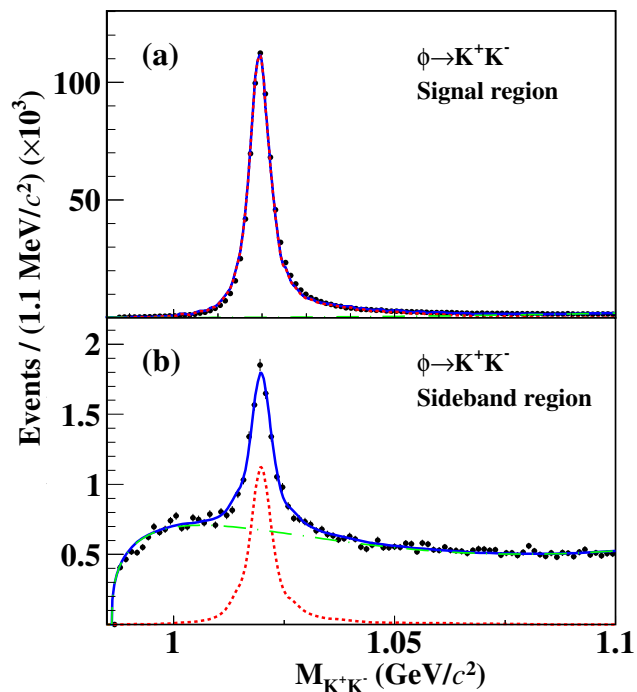 (a)
ϕ→K⁺K⁻
Signal region
100
50
Events / (1.1 MeV/c²) (×10³)
(b)
ϕ→K⁺K⁻
Sideband region
2
1.5
1
0.5
1
1.05
1.1
M_{K⁺K⁻} (GeV/c²)